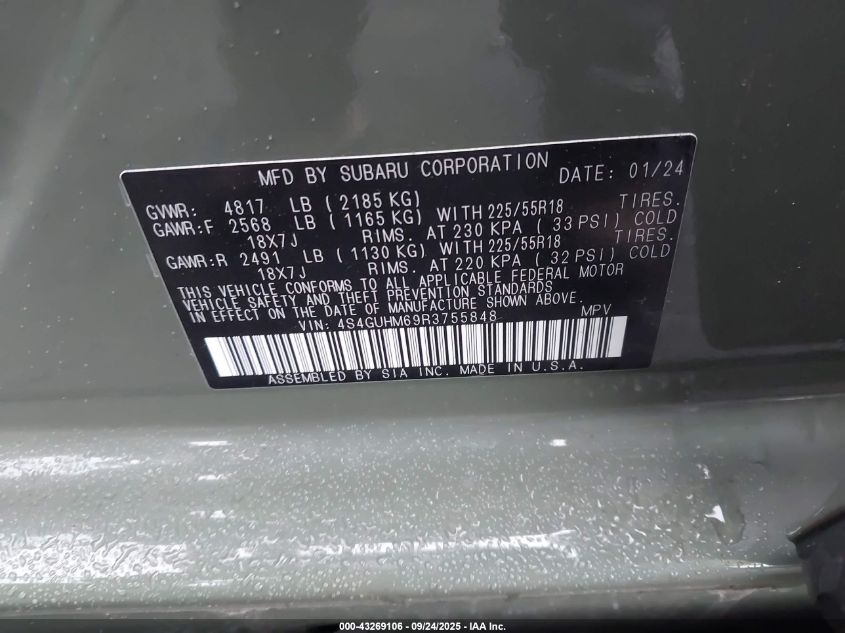 MFD BY SUBARU CORPORATION DATE: 01/24
GVWR: 4817 LB ( 2185 KG)
GAWR:F 2568 LB ( 1165 KG) WITH 225/55R18 TIRES.
18X7J RIMS. AT 230 KPA ( 33 PSI) COLD
GAWR:R 2491 LB ( 1130 KG) WITH 225/55R18 TIRES.
18X7J RIMS. AT 220 KPA ( 32 PSI) COLD
THIS VEHICLE CONFORMS TO ALL APPLICABLE FEDERAL MOTOR
VEHICLE SAFETY AND THEFT PREVENTION STANDARDS
IN EFFECT ON THE DATE OF MANUFACTURE SHOWN ABOVE.
VIN: 4S4GUHM69R3755848 MPV
ASSEMBLED BY SIA INC. MADE IN U.S.A.
000-43269106 - 09/24/2025 - IAA Inc.